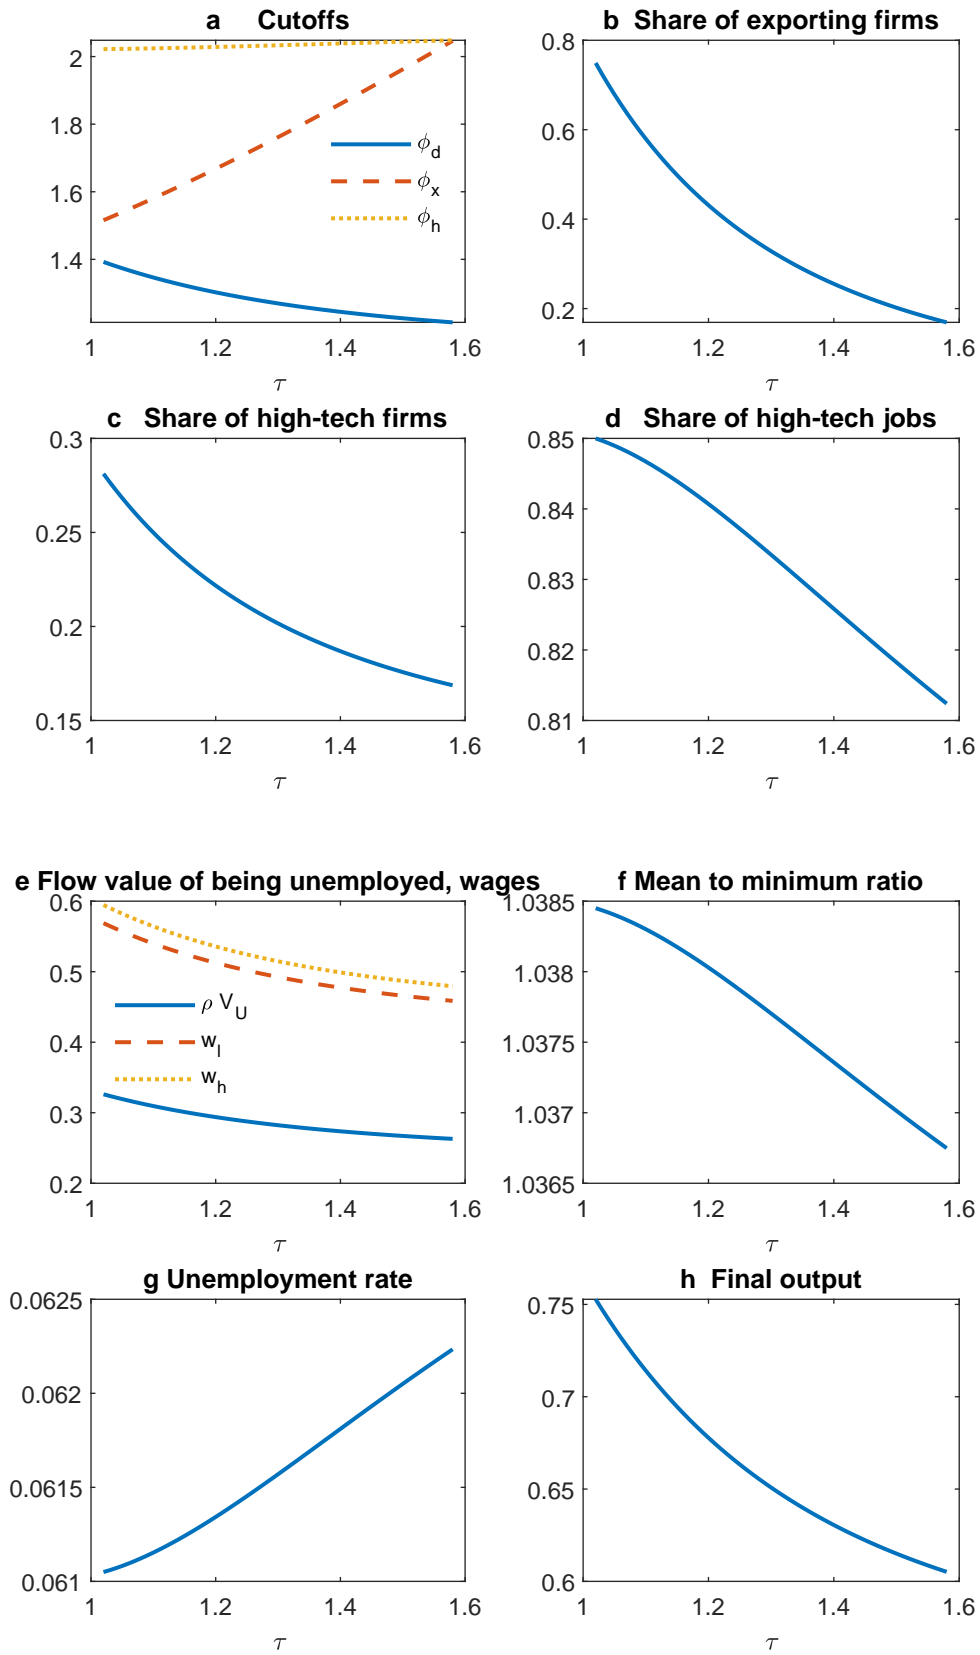 a Cutoffs
2
1.8
1.6
1.4
1 1.2 1.4 1.6
τ
ϕ_d
ϕ_x
ϕ_h
b Share of exporting firms
0.8
0.6
0.4
0.2
1 1.2 1.4 1.6
τ
c Share of high-tech firms
0.3
0.25
0.2
0.15
1 1.2 1.4 1.6
τ
d Share of high-tech jobs
0.85
0.84
0.83
0.82
0.81
1 1.2 1.4 1.6
τ
e Flow value of being unemployed, wages
0.6
0.5
0.4
0.3
0.2
ρ V_U
w_l
w_h
1 1.2 1.4 1.6
τ
f Mean to minimum ratio
1.0385
1.038
1.0375
1.037
1.0365
1 1.2 1.4 1.6
τ
g Unemployment rate
0.0625
0.062
0.0615
0.061
1 1.2 1.4 1.6
τ
h Final output
0.75
0.7
0.65
0.6
1 1.2 1.4 1.6
τ